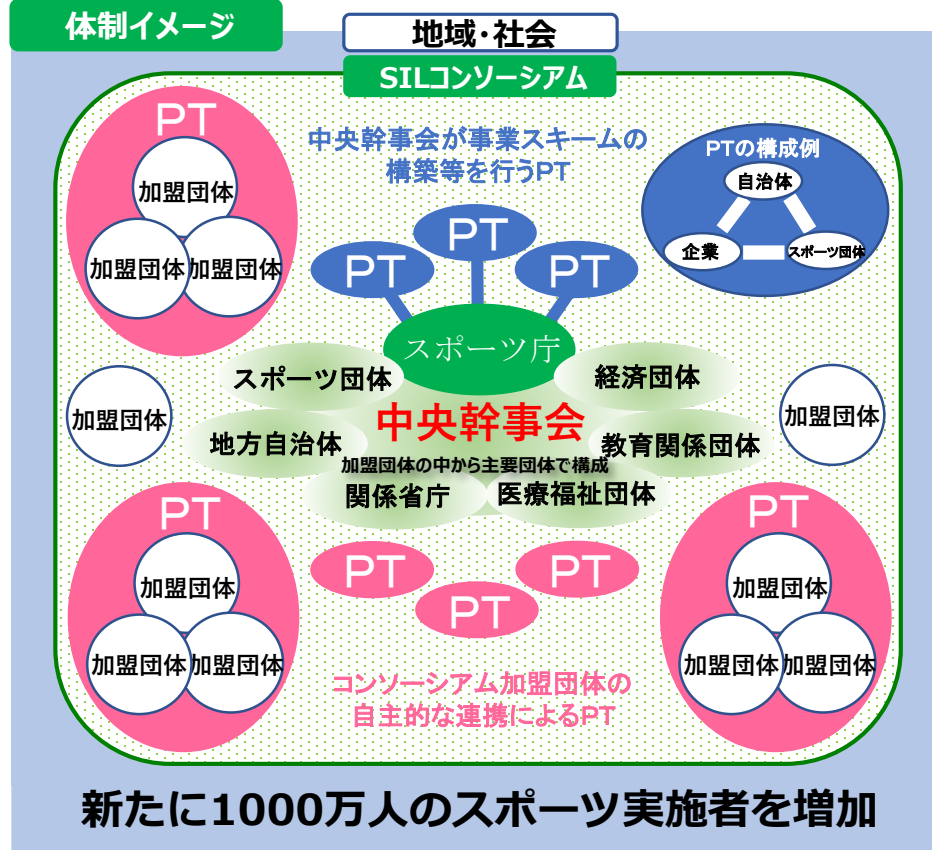 体制イメージ
地域・社会
SILコンソーシアム
PT
加盟団体
加盟団体
加盟団体
中央幹事会が事業スキームの
構築等を行うPT
PTの構成例
自治体
企業
スポーツ団体
PT
PT
PT
スポーツ庁
スポーツ団体
経済団体
中央幹事会
地方自治体
教育関係団体
加盟団体の中から主要団体で構成
関係省庁
医療福祉団体
加盟団体
加盟団体
PT
加盟団体
加盟団体
加盟団体
PT
PT
PT
コンソーシアム加盟団体の
自主的な連携によるPT
PT
加盟団体
加盟団体
加盟団体
新たに1000万人のスポーツ実施者を増加